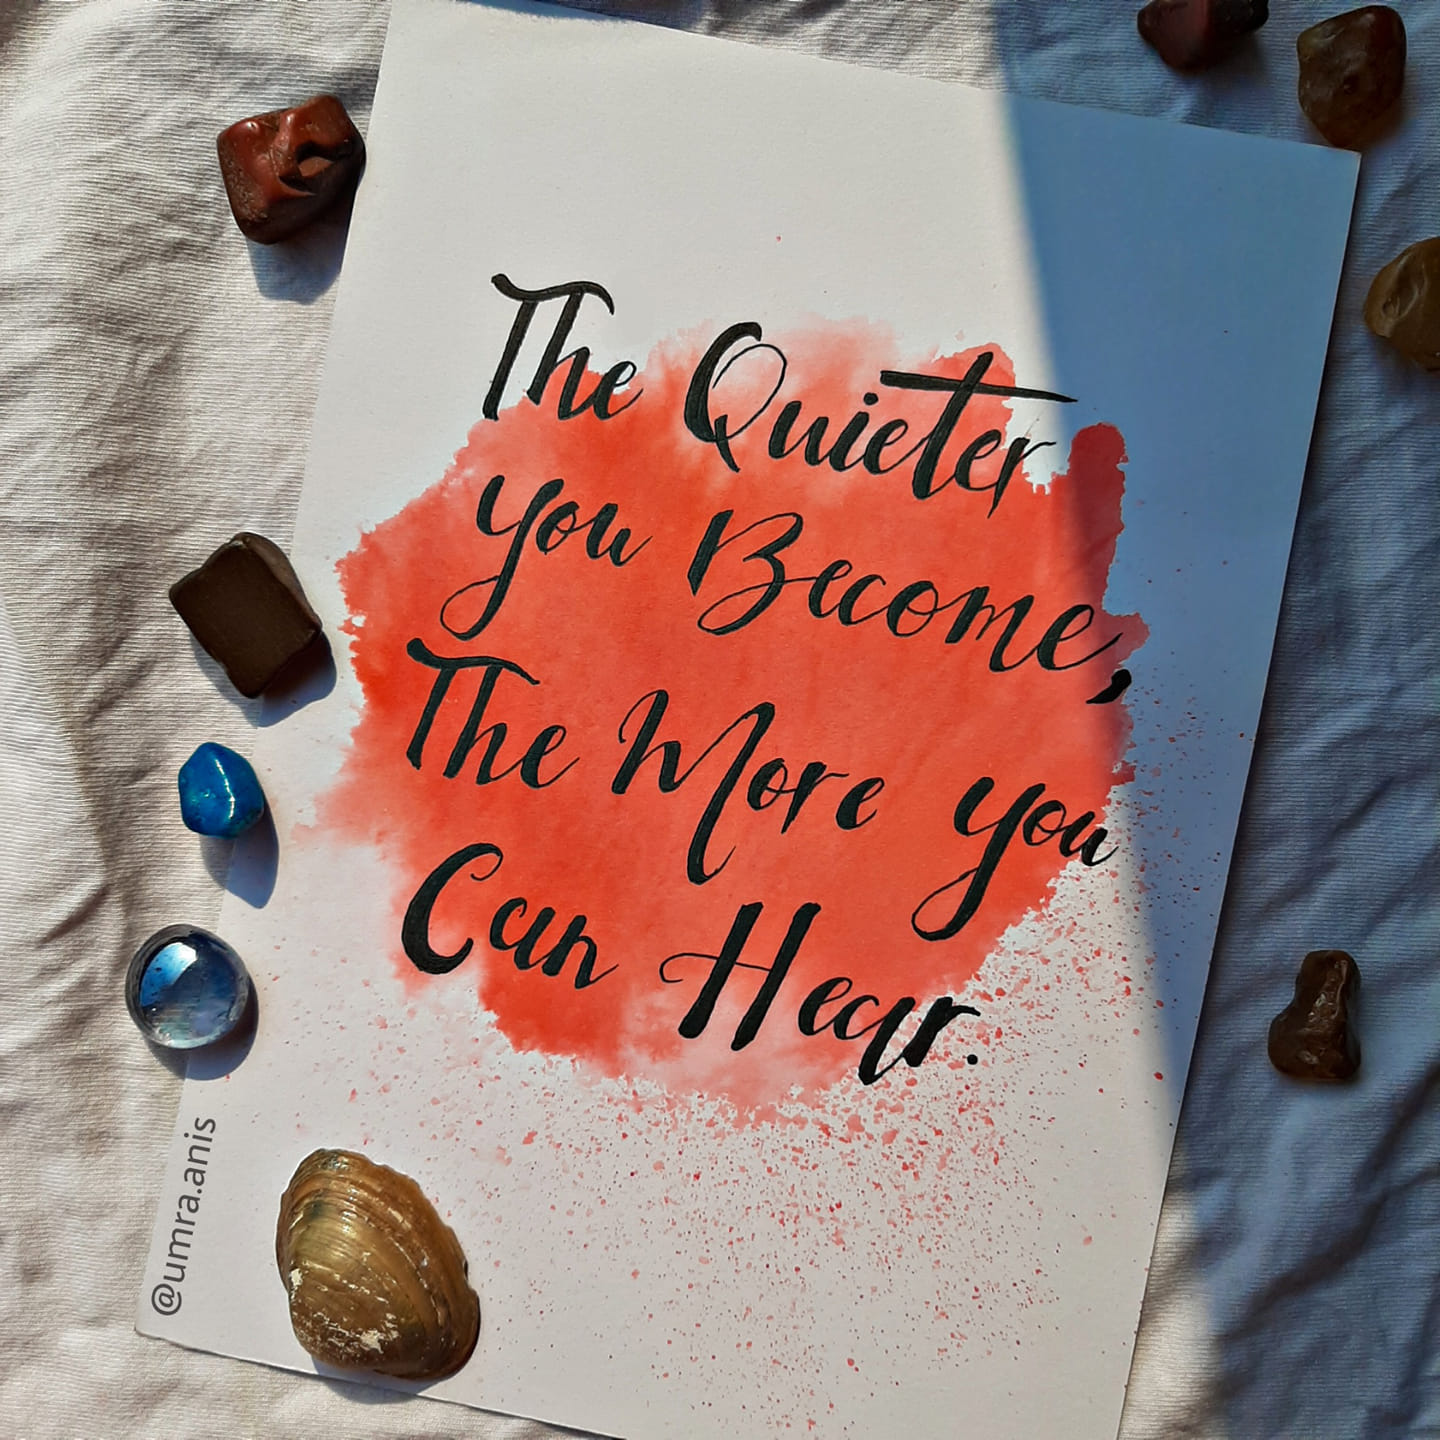 The Quieter
you Become,
The More you
Can Hear.
@umra.anis